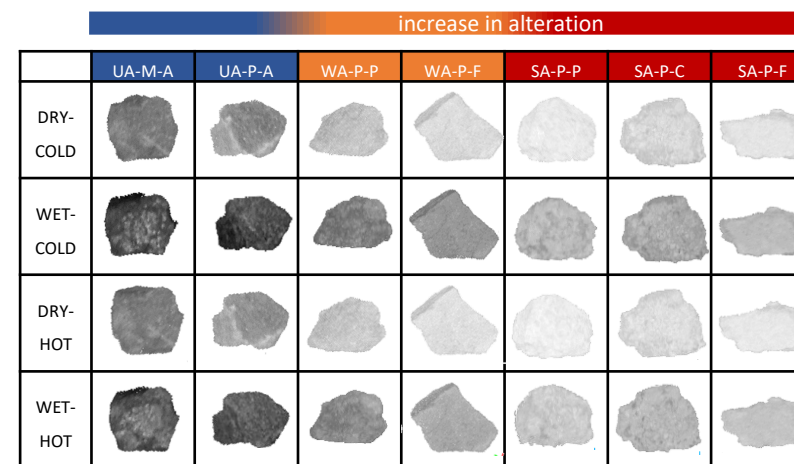 increase in alteration
UA-M-A UA-P-A WA-P-P WA-P-F SA-P-P SA-P-C SA-P-F
DRY-
COLD
WET-
COLD
DRY-
HOT
WET-
HOT